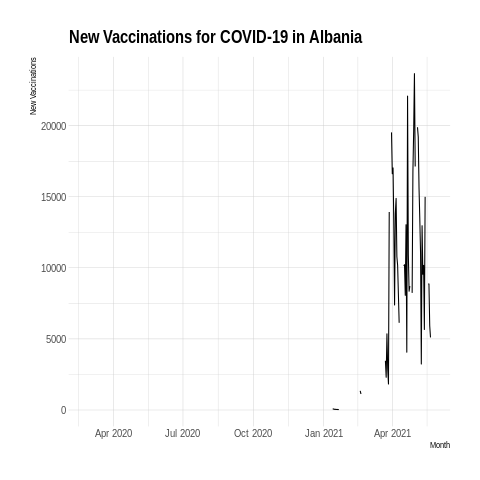 New Vaccinations for COVID-19 in Albania
New Vaccinations
20000
15000
10000
5000
0
Apr 2020 Jul 2020 Oct 2020 Jan 2021 Apr 2021
Month